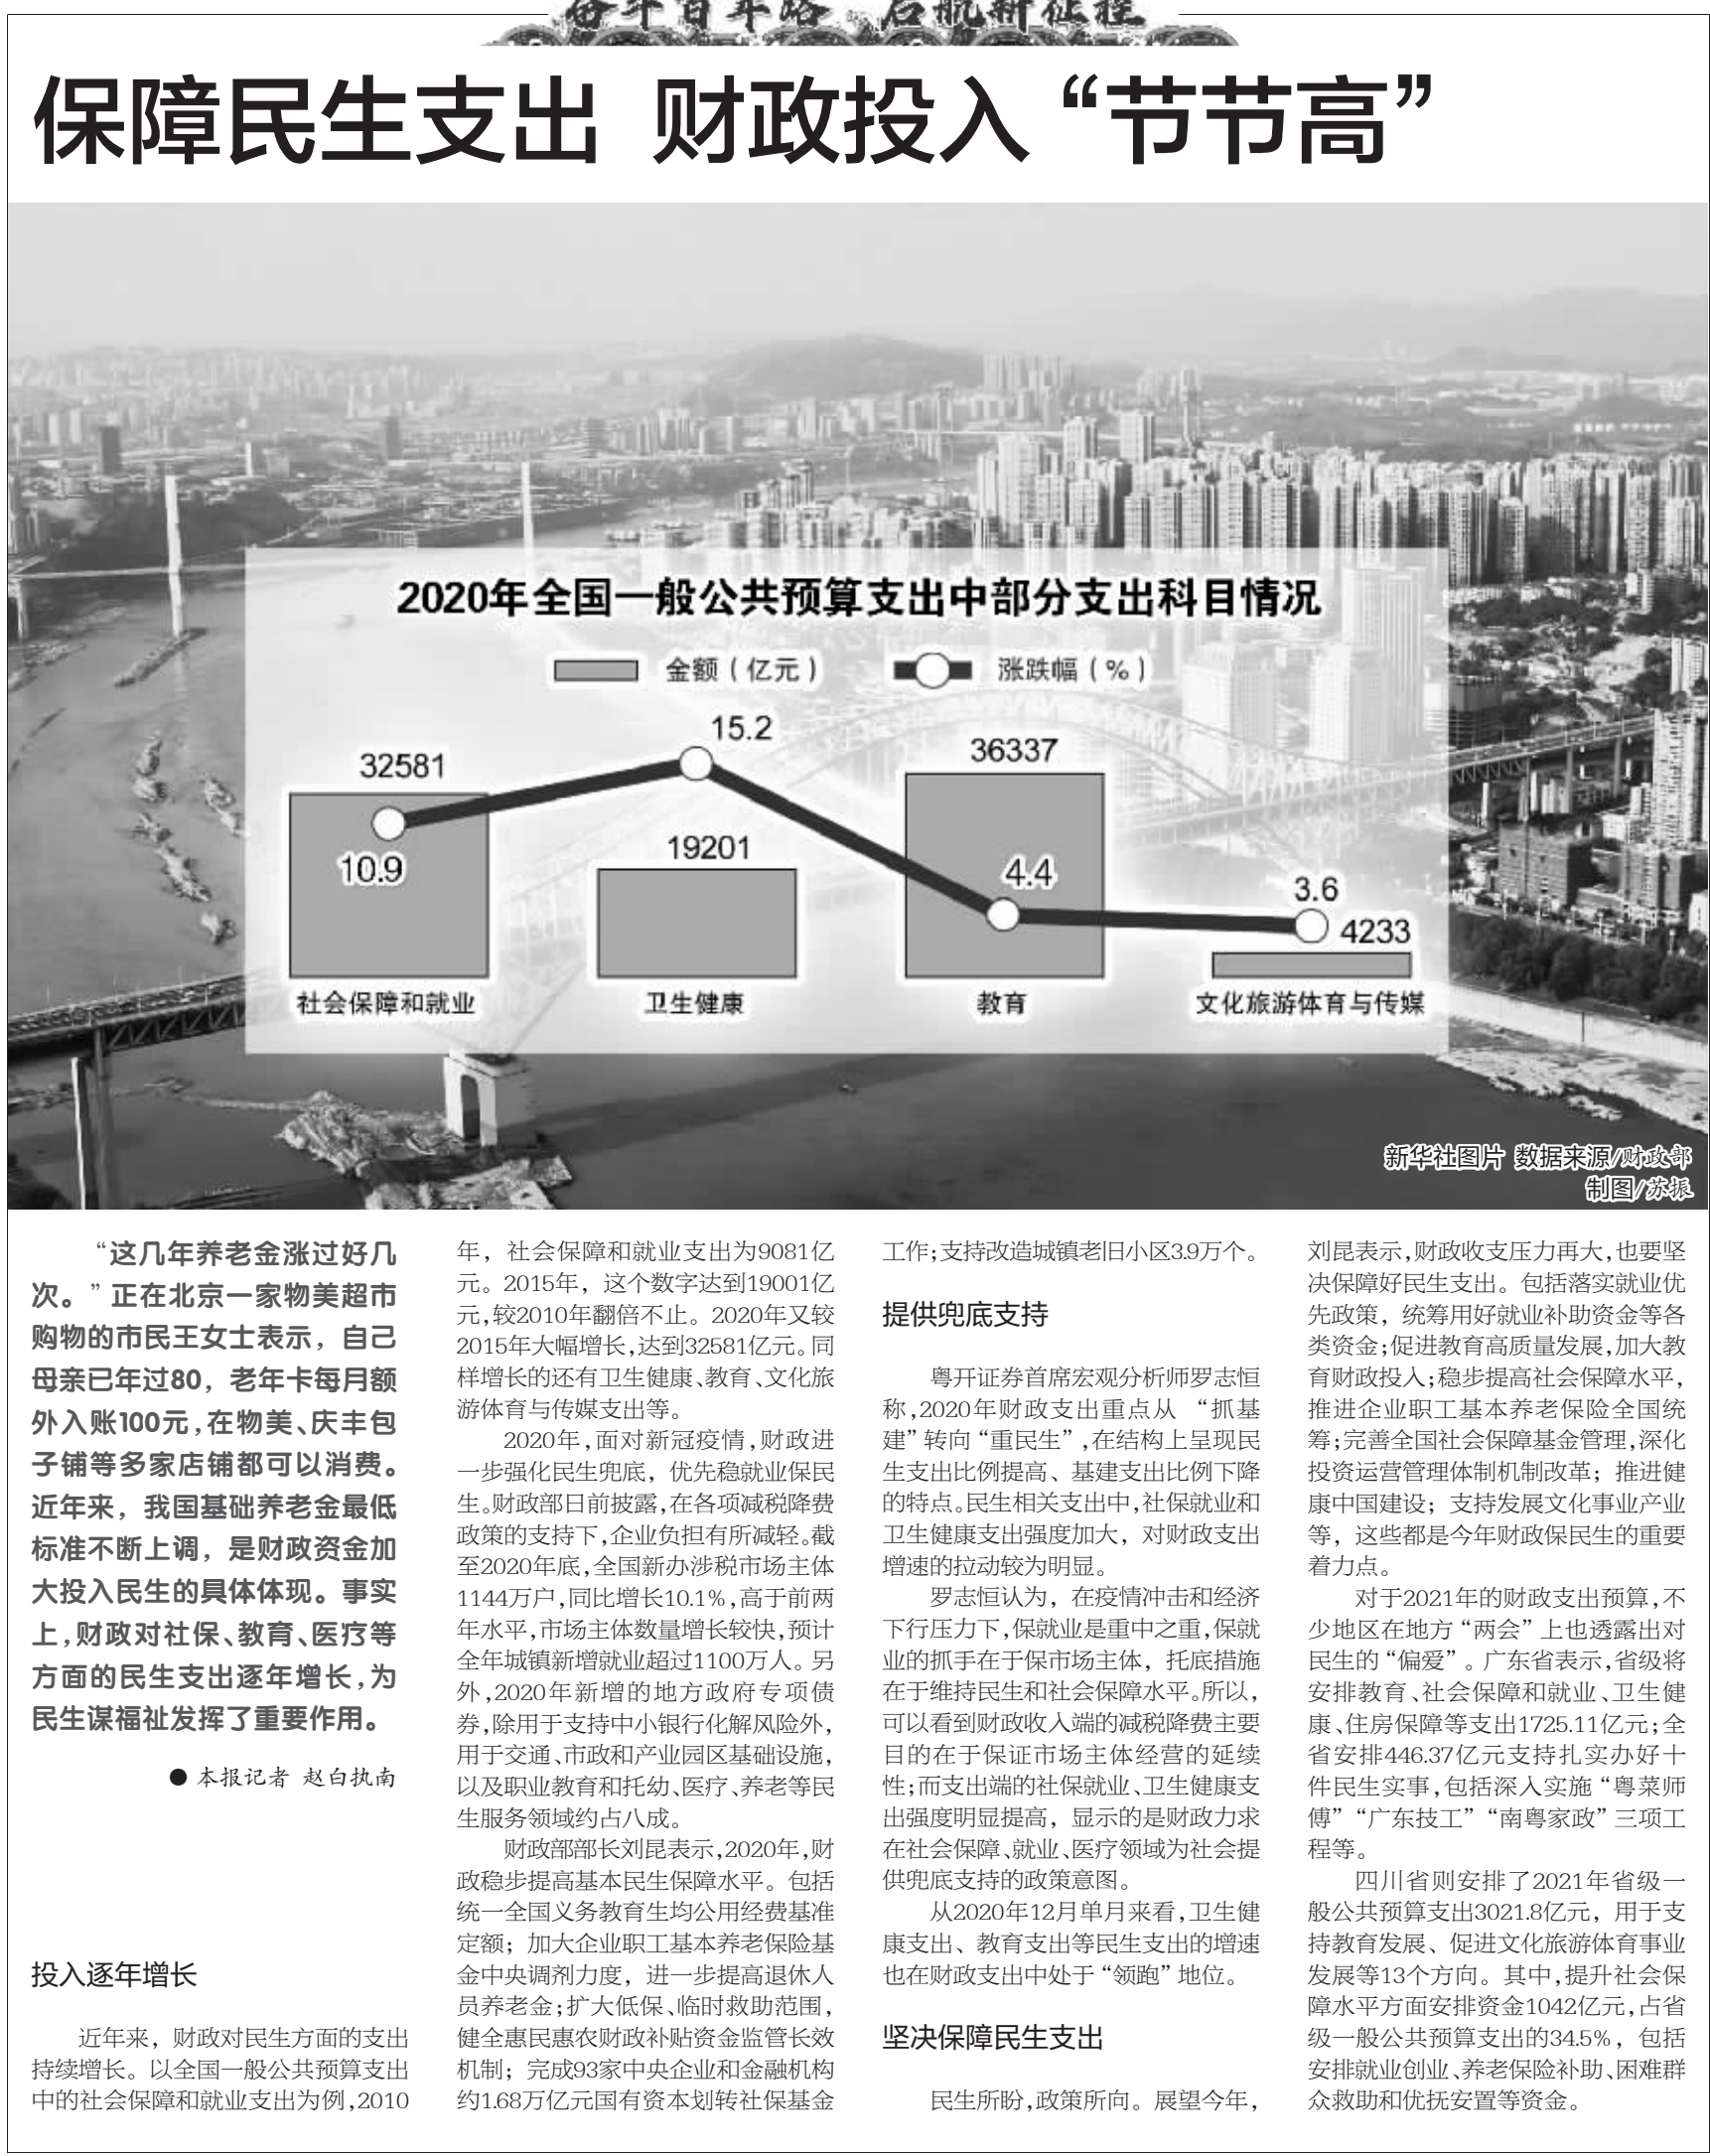 奋斗百年路 启航新征程
保障民生支出 财政投入“节节高”
2020年全国一般公共预算支出中部分支出科目情况
金额（亿元） 涨跌幅（%）
32581
15.2
36337
10.9
19201
4.4
3.6
4233
社会保障和就业 卫生健康 教育 文化旅游体育与传媒
新华社图片 数据来源/财政部
制图/苏振
“这几年养老金涨过好几
次。”正在北京一家物美超市
购物的市民王女士表示，自己
母亲已年过80，老年卡每月额
外入账100元，在物美、庆丰包
子铺等多家店铺都可以消费。
近年来，我国基础养老金最低
标准不断上调，是财政资金加
大投入民生的具体体现。事实
上，财政对社保、教育、医疗等
方面的民生支出逐年增长，为
民生谋福祉发挥了重要作用。
● 本报记者 赵白执南
投入逐年增长
近年来，财政对民生方面的支出
持续增长。以全国一般公共预算支出
中的社会保障和就业支出为例，2010
年，社会保障和就业支出为9081亿
元。2015年，这个数字达到19001亿
元，较2010年翻倍不止。2020年又较
2015年大幅增长，达到32581亿元。同
样增长的还有卫生健康、教育、文化旅
游体育与传媒支出等。
2020年，面对新冠疫情，财政进
一步强化民生兜底，优先稳就业保民
生。财政部日前披露，在各项减税降费
政策的支持下，企业负担有所减轻。截
至2020年底，全国新办涉税市场主体
1144万户，同比增长10.1%，高于前两
年水平，市场主体数量增长较快，预计
全年城镇新增就业超过1100万人。另
外，2020年新增的地方政府专项债
券，除用于支持中小银行化解风险外，
用于交通、市政和产业园区基础设施，
以及职业教育和托幼、医疗、养老等民
生服务领域约占八成。
财政部部长刘昆表示，2020年，财
政稳步提高基本民生保障水平。包括
统一全国义务教育生均公用经费基准
定额；加大企业职工基本养老保险基
金中央调剂力度，进一步提高退休人
员养老金；扩大低保、临时救助范围，
健全惠民惠农财政补贴资金监管长效
机制；完成93家中央企业和金融机构
约1.68万亿元国有资本划转社保基金
工作；支持改造城镇老旧小区3.9万个。
提供兜底支持
粤开证券首席宏观分析师罗志恒
称，2020年财政支出重点从“抓基
建”转向“重民生”，在结构上呈现民
生支出比例提高、基建支出比例下降
的特点。民生相关支出中，社保就业和
卫生健康支出强度加大，对财政支出
增速的拉动较为明显。
罗志恒认为，在疫情冲击和经济
下行压力下，保就业是重中之重，保就
业的抓手在于保市场主体，托底措施
在于维持民生和社会保障水平。所以，
可以看到财政收入端的减税降费主要
目的在于保证市场主体经营的延续
性；而支出端的社保就业、卫生健康支
出强度明显提高，显示的是财政力求
在社会保障、就业、医疗领域为社会提
供兜底支持的政策意图。
从2020年12月单月来看，卫生健
康支出、教育支出等民生支出的增速
也在财政支出中处于“领跑”地位。
坚决保障民生支出
民生所盼，政策所向。展望今年，
刘昆表示，财政收支压力再大，也要坚
决保障好民生支出。包括落实就业优
先政策，统筹用好就业补助资金等各
类资金；促进教育高质量发展，加大教
育财政投入；稳步提高社会保障水平，
推进企业职工基本养老保险全国统
筹；完善全国社会保障基金管理，深化
投资运营管理体制机制改革；推进健
康中国建设；支持发展文化事业产业
等，这些都是今年财政保民生的重要
着力点。
对于2021年的财政支出预算，不
少地区在地方“两会”上也透露出对
民生的“偏爱”。广东省表示，省级将
安排教育、社会保障和就业、卫生健
康、住房保障等支出1725.11亿元；全
省安排446.37亿元支持扎实办好十
件民生实事，包括深入实施“粤菜师
傅”“广东技工”“南粤家政”三项工
程等。
四川省则安排了2021年省级一
般公共预算支出3021.8亿元，用于支
持教育发展、促进文化旅游体育事业
发展等13个方向。其中，提升社会保
障水平方面安排资金1042亿元，占省
级一般公共预算支出的34.5%，包括
安排就业创业、养老保险补助、困难群
众救助和优抚安置等资金。